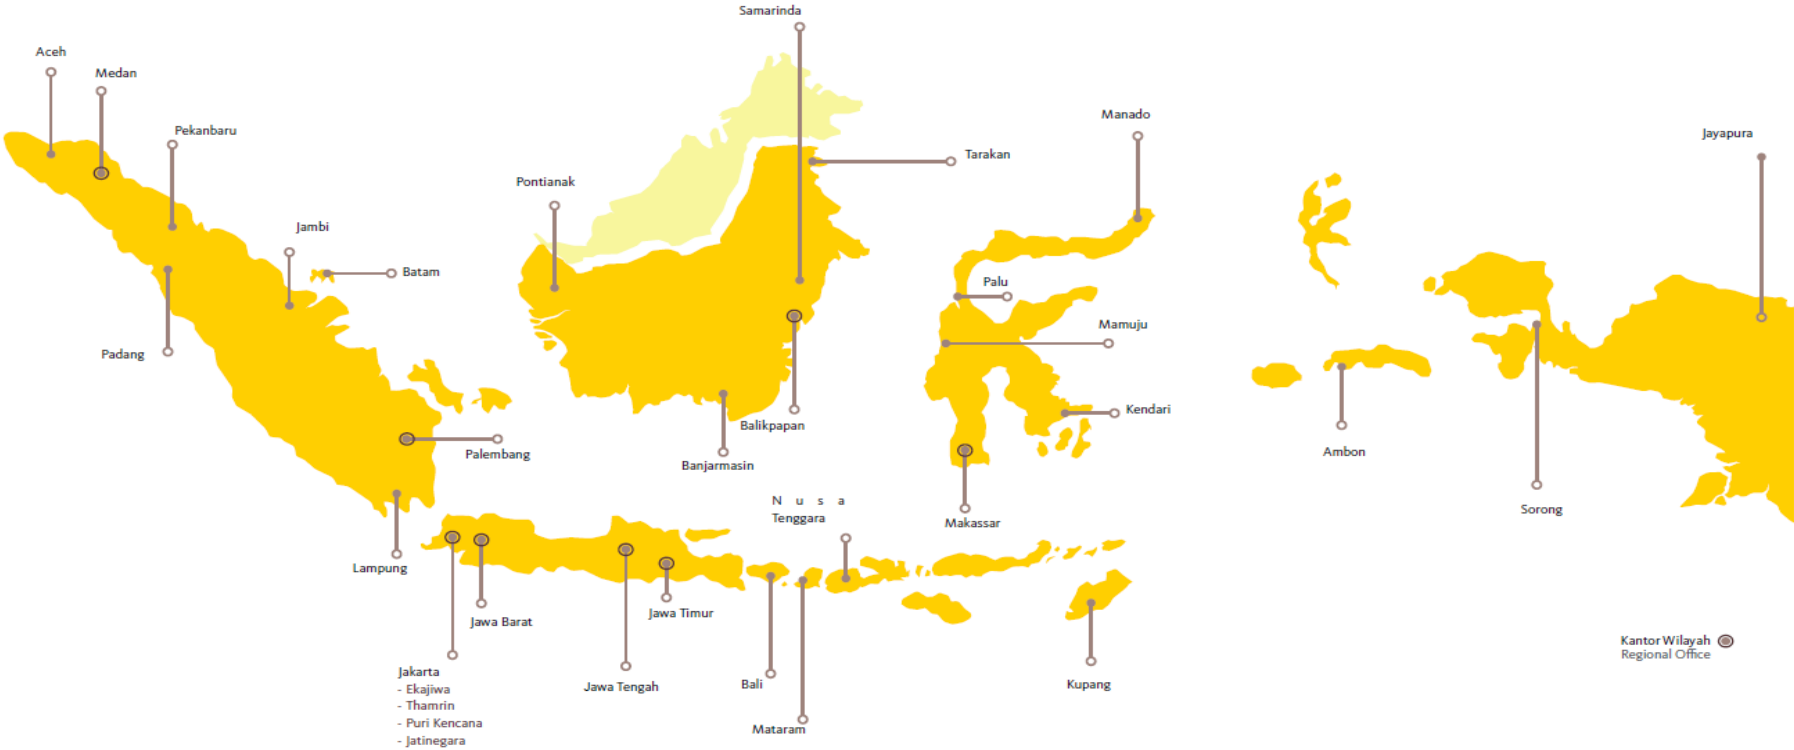 Samarinda
Aceh
Medan
Pekanbaru
Manado
Jayapura
Tarakan
Pontianak
Jambi
Batam
Palu
Mamuju
Padang
Kendari
Balikpapan
Palembang
Banjarmasin
Ambon
Nusa
Tenggara
Makassar
Sorong
Lampung
Jawa Timur
Jawa Barat
Kantor Wilayah
Regional Office
Jakarta
- Ekajiwa
- Thamrin
- Puri Kencana
- Jatinegara
Jawa Tengah
Bali
Kupang
Mataram